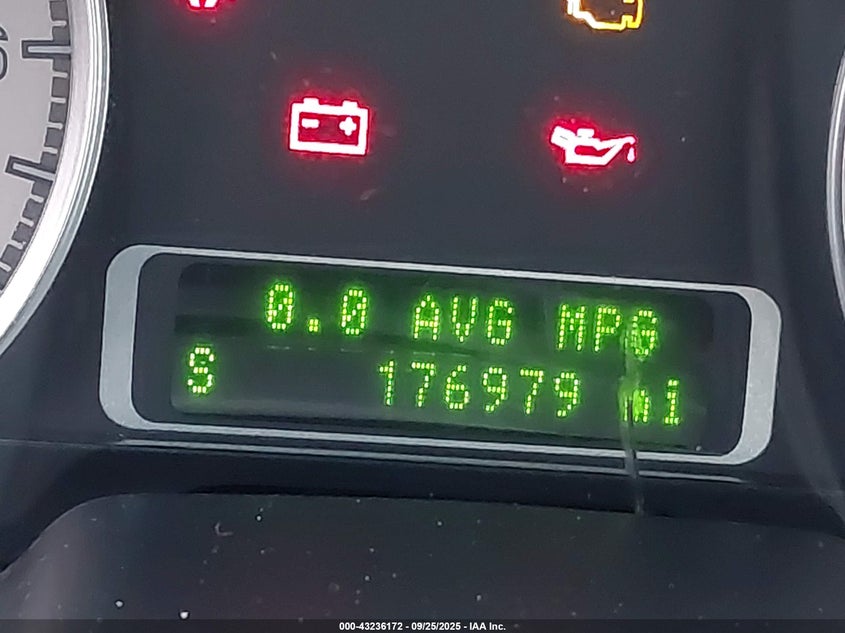 0.0 AVG MPG
S 176979 mi
000-43236172 - 09/25/2025 - IAA Inc.